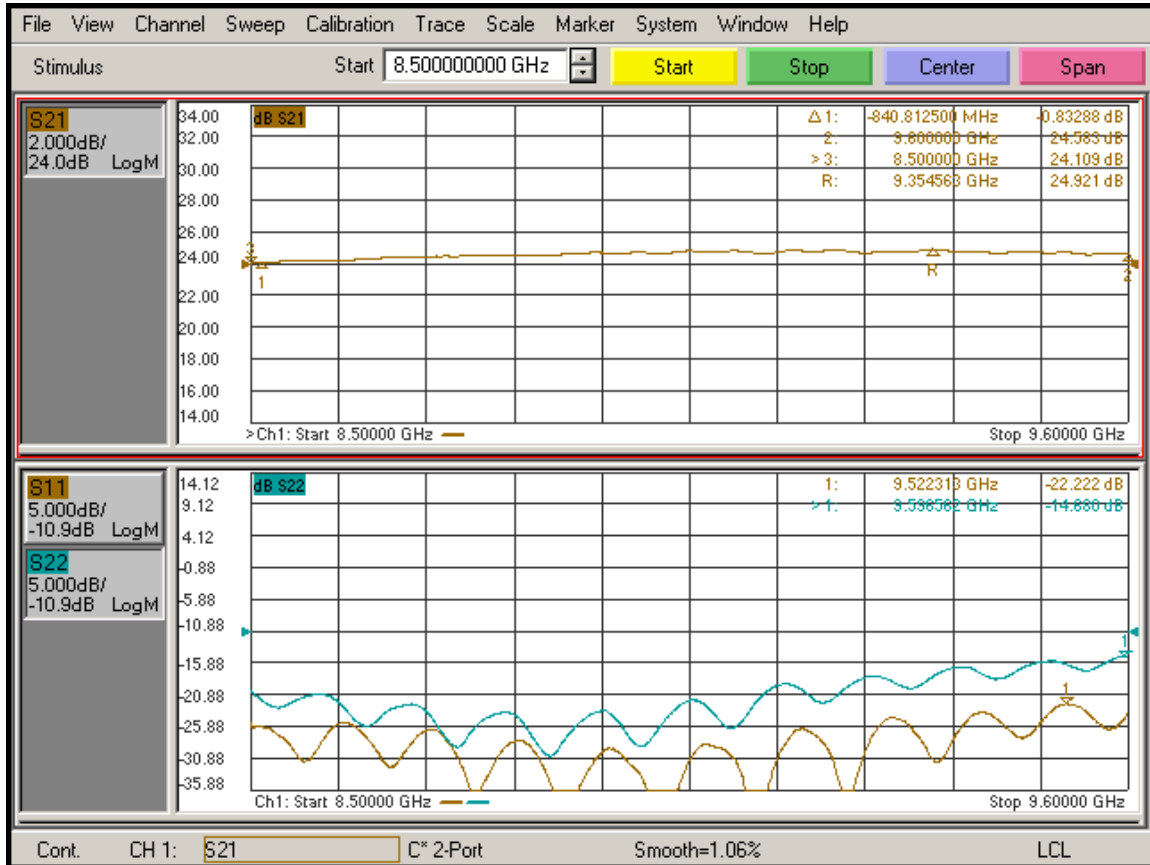 File View Channel Sweep Calibration Trace Scale Marker System Window Help
Stimulus Start 8.500000000 GHz Start Stop Center Span
S21
2.000dB/
24.0dB LogM
34.00
32.00
30.00
28.00
26.00
24.00
22.00
20.00
18.00
16.00
14.00
dB S21
Δ 1: -840.812500 MHz -0.83288 dB
2: 9.600000 GHz 24.583 dB
> 3: 8.500000 GHz 24.109 dB
R: 9.354563 GHz 24.921 dB
3
1
R
2
>Ch1: Start 8.50000 GHz Stop 9.60000 GHz
S11
5.000dB/
-10.9dB LogM
S22
5.000dB/
-10.9dB LogM
14.12
9.12
4.12
-0.88
-5.88
-10.88
-15.88
-20.88
-25.88
-30.88
-35.88
dB S22
1: 9.522313 GHz -22.222 dB
> 1: 9.598562 GHz -14.680 dB
1
1
Ch1: Start 8.50000 GHz Stop 9.60000 GHz
Cont. CH 1: S21 C* 2-Port Smooth=1.06% LCL